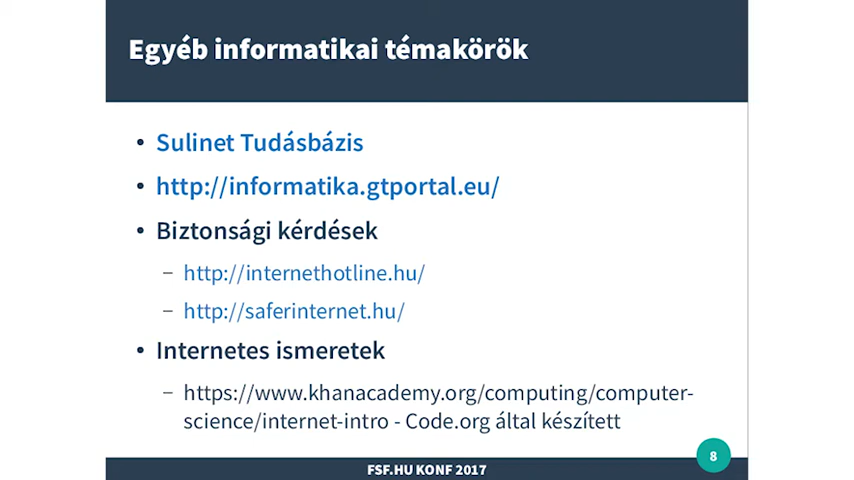 Egyéb informatikai témakörök
• Sulinet Tudásbázis
• http://informatika.gtportal.eu/
• Biztonsági kérdések
– http://internethotline.hu/
– http://saferinternet.hu/
• Internetes ismeretek
– https://www.khanacademy.org/computing/computer-
science/internet-intro - Code.org által készített
8
FSF.HU KONF 2017